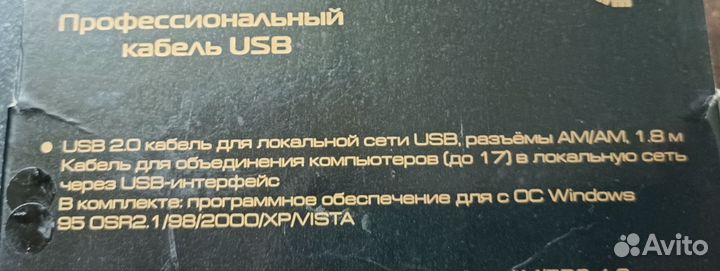 Профессиональный
кабель USB
• USB 2.0 кабель для локальной сети USB, разъёмы AM/AM, 1.8 м
Кабель для объединения компьютеров (до 17) в локальную сеть
через USB-интерфейс
В комплекте: программное обеспечение для с ОС Windows
95 OSR2.1/98/2000/XP/VISTA
Avito